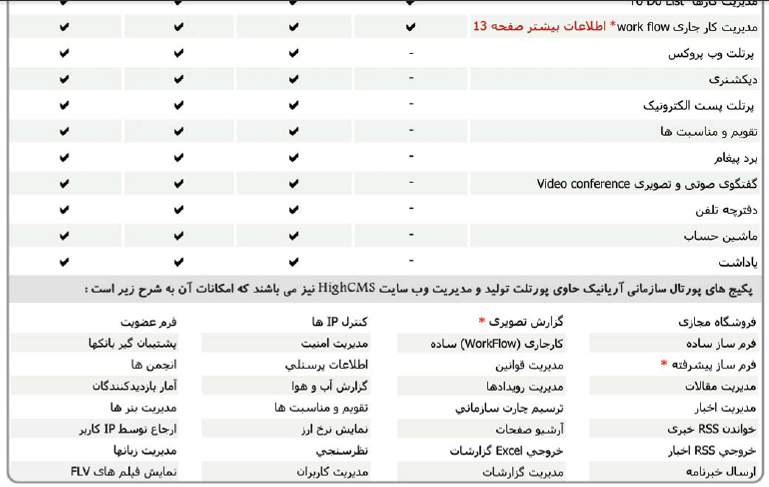 مدیریت کارها To Do List
مدیریت کار جاری work flow* اطلاعات بیشتر صفحه 13
پرتلت وب پروکس -
دیکشنری -
پرتلت پست الکترونیک -
تقویم و مناسبت ها -
برد پیغام -
گفتگوی صوتی و تصویری Video conference -
دفترچه تلفن -
ماشین حساب -
یاداشت -
پکیج های پورتال سازمانی آریانیک حاوی پورتلت تولید و مدیریت وب سایت HighCMS نیز می باشند که امکانات آن به شرح زیر است :
فروشگاه مجازی گزارش تصویری * کنترل IP ها فرم عضویت
فرم ساز ساده کارجاری (WorkFlow) ساده مدیریت امنیت پشتیبان گیر بانکها
فرم ساز پیشرفته * مدیریت قوانین اطلاعات پرسنلي انجمن ها
مدیریت مقالات مدیریت رویدادها گزارش آب و هوا آمار بازدیدکنندگان
مدیریت اخبار ترسیم چارت سازماني تقویم و مناسبت ها مدیریت بنر ها
خواندن RSS خبری آرشیو صفحات نمایش نرخ ارز ارجاع توسط IP کاربر
خروجي RSS اخبار خروجي Excel گزارشات نظرسنجي مدیریت زبانها
ارسال خبرنامه مدیریت گزارشات مدیریت کاربران نمایش فیلم های FLV